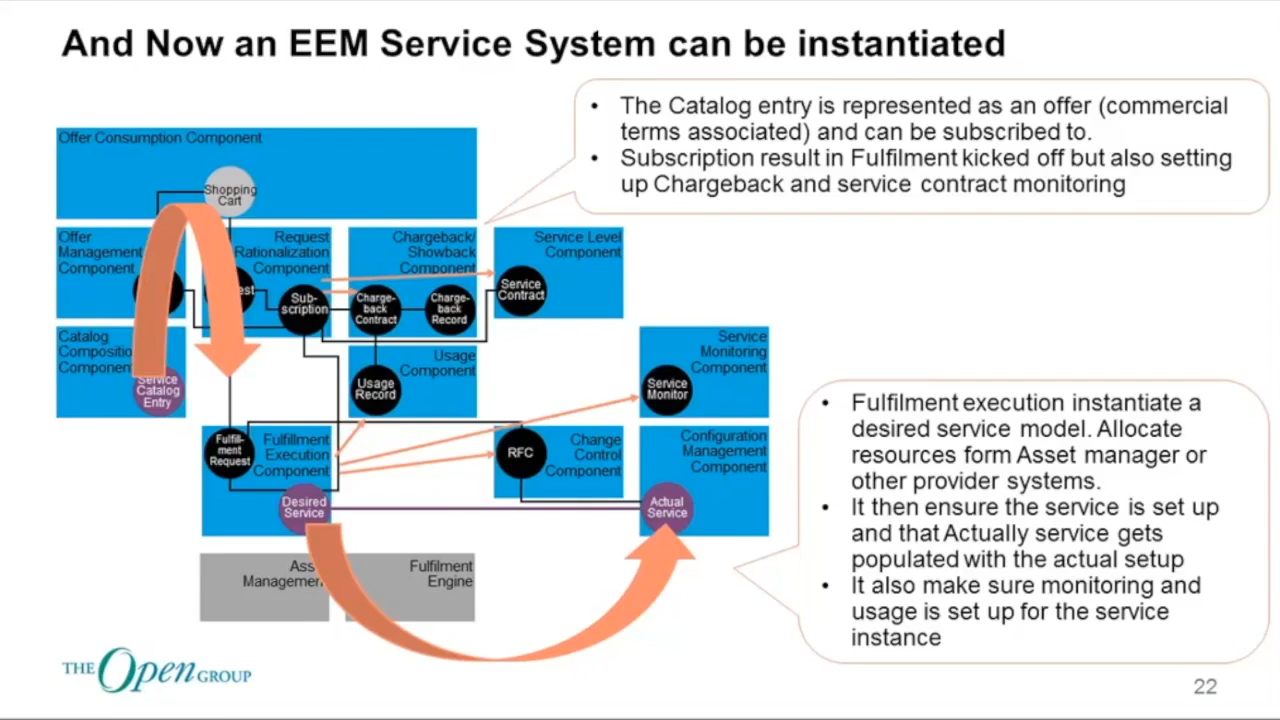 And Now an EEM Service System can be instantiated
• The Catalog entry is represented as an offer (commercial
terms associated) and can be subscribed to.
• Subscription result in Fulfilment kicked off but also setting
up Chargeback and service contract monitoring
Offer Consumption Component
Shopping
Cart
Offer
Management
Component
Request
Rationalization
Component
Sub-
scription
Chargeback/
Showback
Component
Charge-
back
Contract
Charge-
back
Record
Service Level
Component
Service
Contract
Catalog
Component
Service
Catalog
Entry
Usage
Component
Usage
Record
Service
Monitoring
Component
Service
Monitor
Fulfill-
ment
Request
Fulfillment
Execution
Component
Desired
Service
RFC
Change
Control
Component
Configuration
Management
Component
Actual
Service
Management
Fulfilment
Engine
• Fulfilment execution instantiate a
desired service model. Allocate
resources form Asset manager or
other provider systems.
• It then ensure the service is set up
and that Actually service gets
populated with the actual setup
• It also make sure monitoring and
usage is set up for the service
instance
THE Open GROUP
22